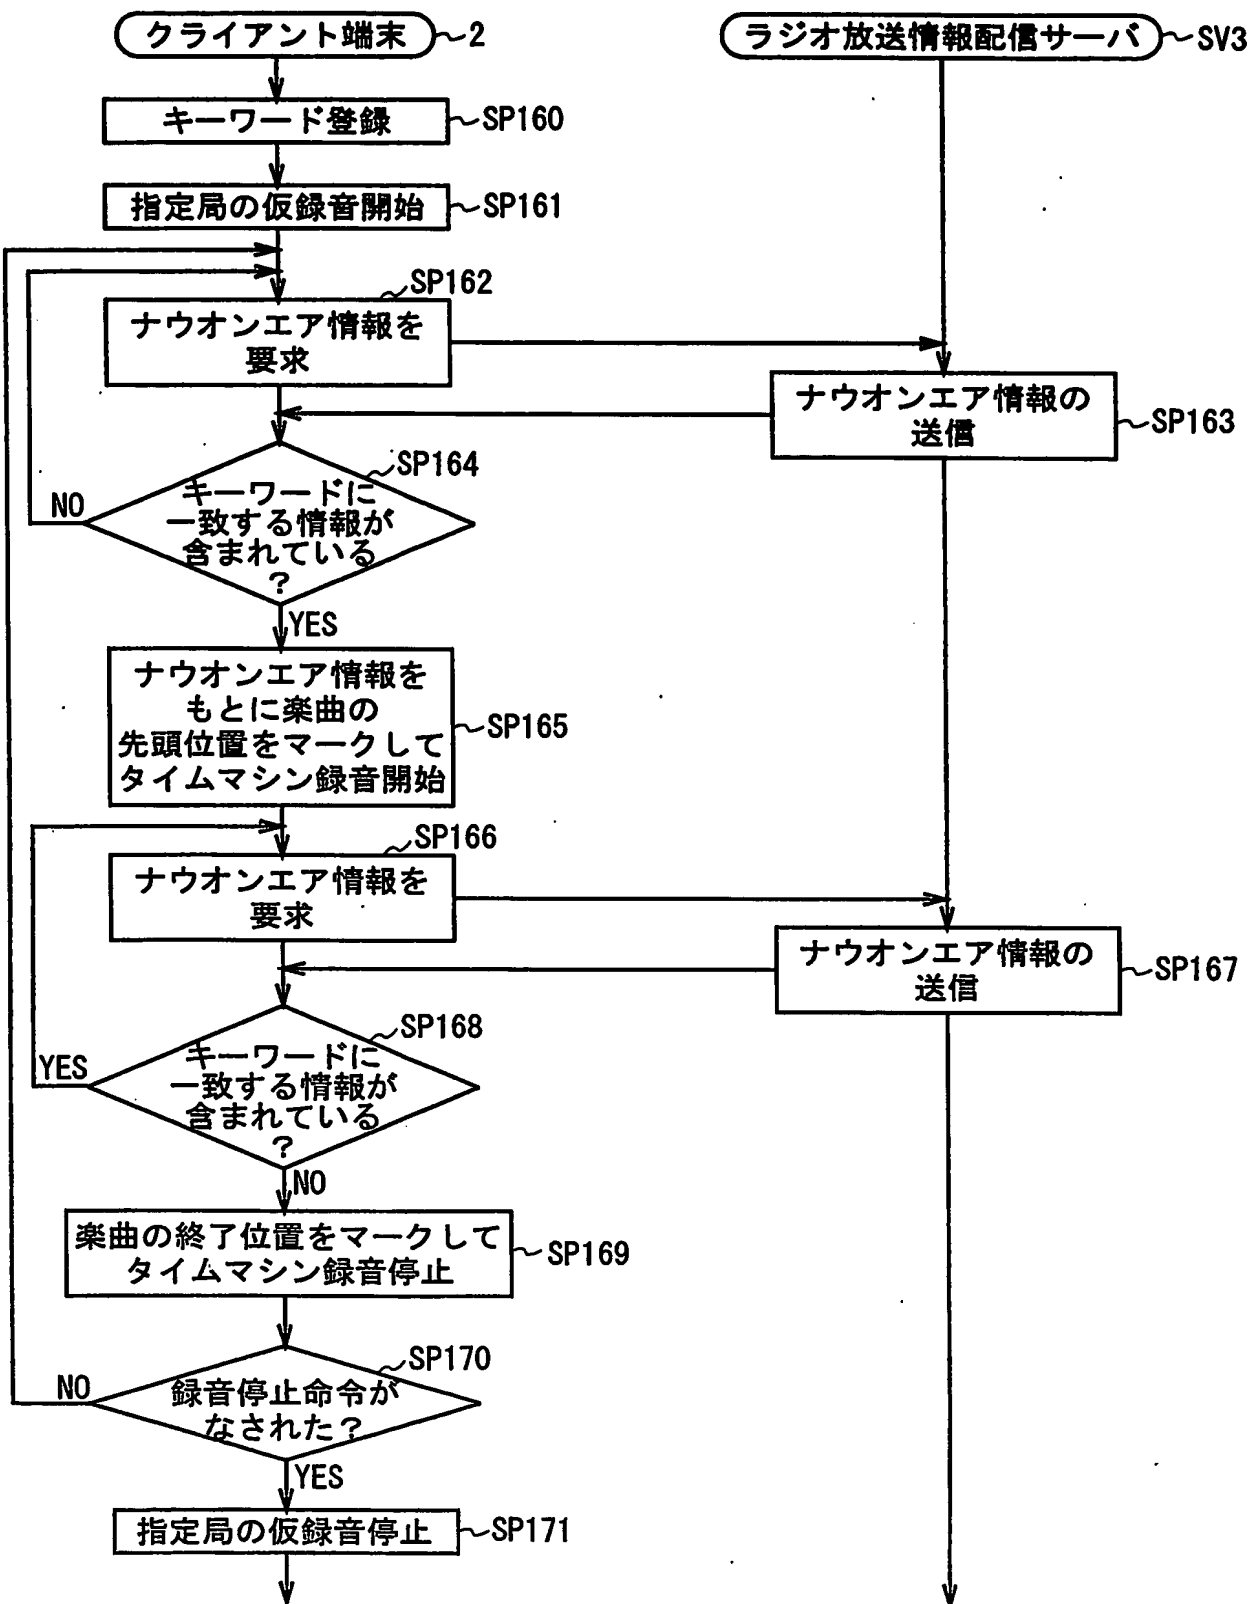 クライアント端末 2
ラジオ放送情報配信サーバ SV3
キーワード登録 SP160
指定局の仮録音開始 SP161
SP162
ナウオンエア情報を
要求
ナウオンエア情報の
送信
SP163
SP164
キーワードに
一致する情報が
含まれている
?
NO
YES
ナウオンエア情報を
もとに楽曲の
先頭位置をマークして
タイムマシン録音開始
SP165
SP166
ナウオンエア情報を
要求
ナウオンエア情報の
送信
SP167
SP168
キーワードに
一致する情報が
含まれている
?
YES
NO
楽曲の終了位置をマークして
タイムマシン録音停止
SP169
SP170
録音停止命令が
なされた?
NO
YES
指定局の仮録音停止 SP171